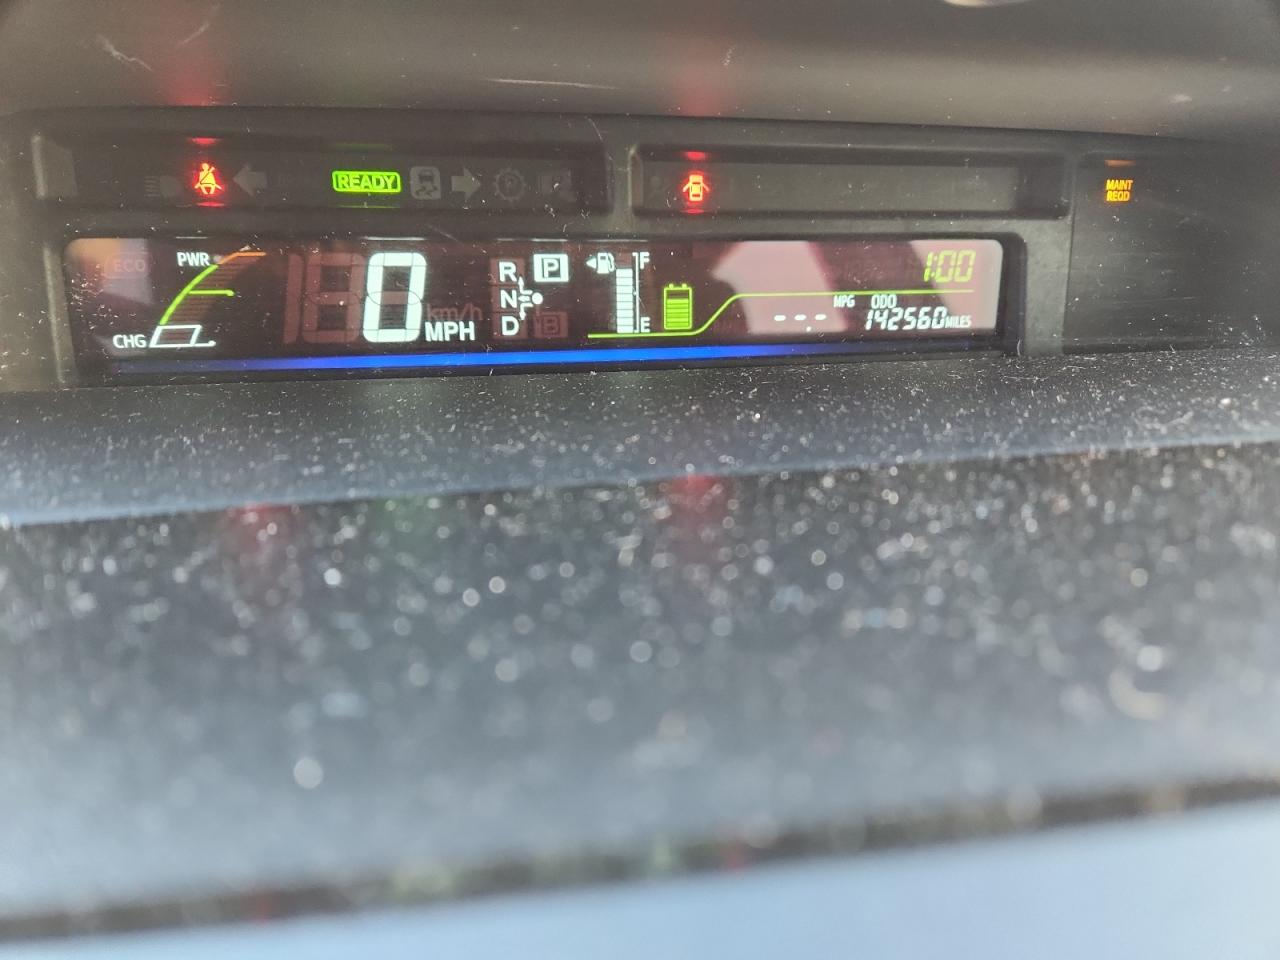 READY
MAINT
REQD
ECO
PWR
CHG
0
MPH
km/h
R
N
D
P
B
F
E
1:00
MPG
--.-
ODO
142560 MILES